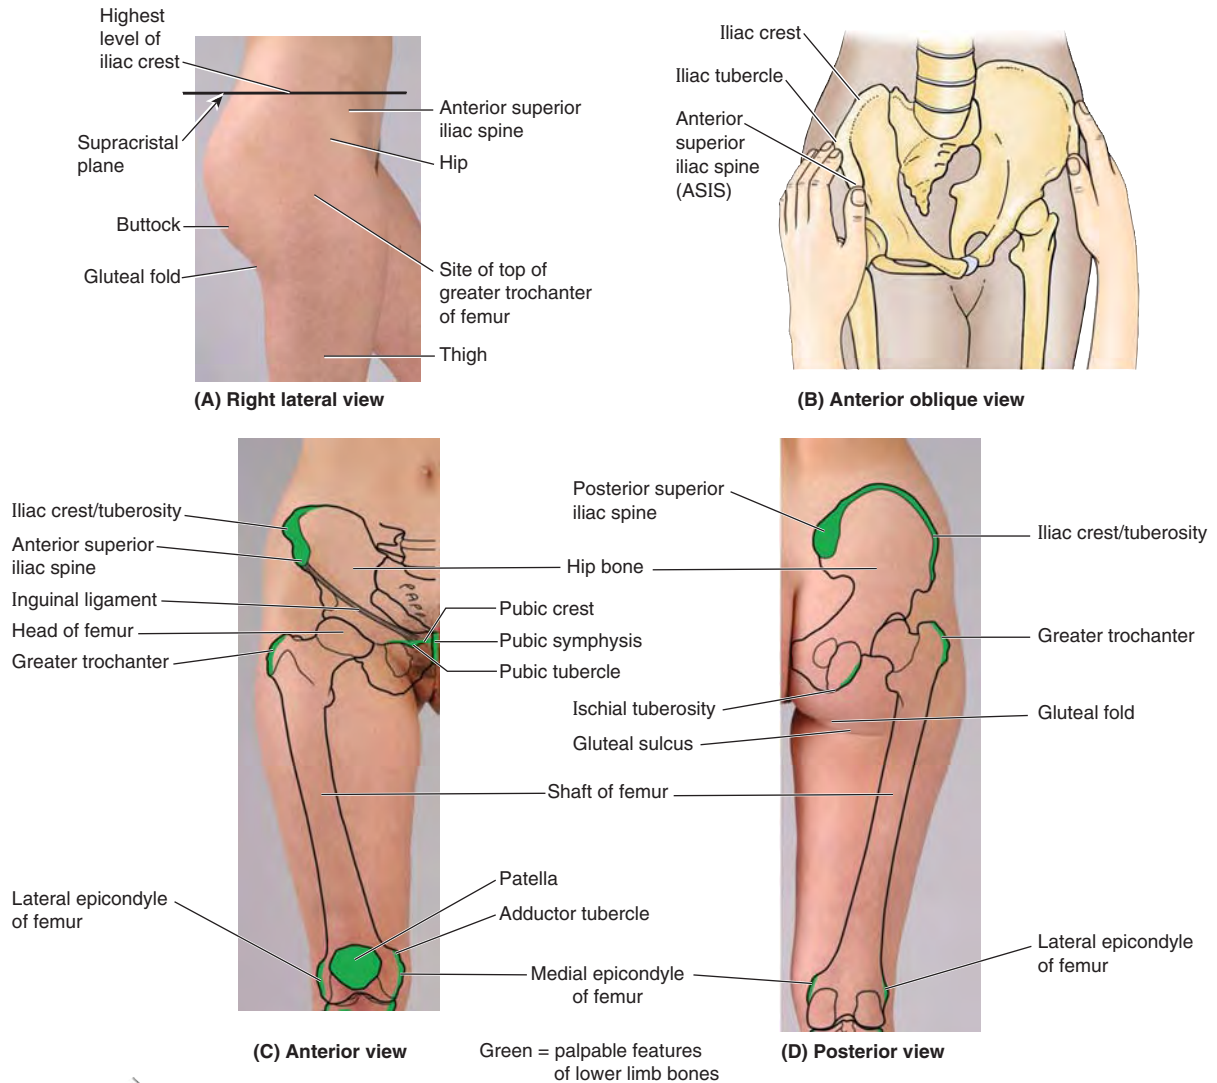 Highest
level of
iliac crest
Supracristal
plane
Buttock
Gluteal fold
Anterior superior
iliac spine
Hip
Site of top of
greater trochanter
of femur
Thigh
(A) Right lateral view
Iliac crest
Iliac tubercle
Anterior
superior
iliac spine
(ASIS)
(B) Anterior oblique view
Iliac crest/tuberosity
Anterior superior
iliac spine
Inguinal ligament
Head of femur
Greater trochanter
Lateral epicondyle
of femur
Hip bone
Pubic crest
Pubic symphysis
Pubic tubercle
Shaft of femur
Patella
Adductor tubercle
Medial epicondyle
of femur
(C) Anterior view
Posterior superior
iliac spine
Ischial tuberosity
Gluteal sulcus
Iliac crest/tuberosity
Greater trochanter
Gluteal fold
Lateral epicondyle
of femur
(D) Posterior view
Green = palpable features
of lower limb bones